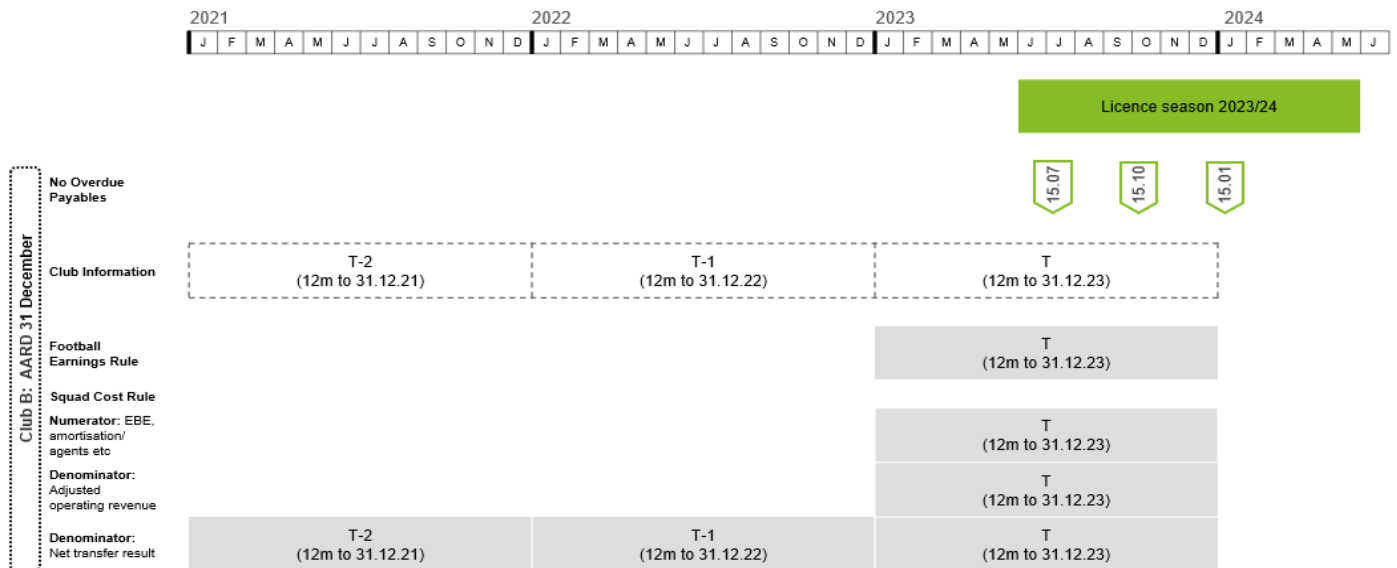 2021 2022 2023 2024
J F M A M J J A S O N D J F M A M J J A S O N D J F M A M J J A S O N D J F M A M J
Licence season 2023/24
Club B: AARD 31 December
No Overdue
Payables
15.07 15.10 15.01
Club Information
T-2
(12m to 31.12.21)
T-1
(12m to 31.12.22)
T
(12m to 31.12.23)
Football
Earnings Rule
T
(12m to 31.12.23)
Squad Cost Rule
Numerator: EBE,
amortisation/
agents etc
T
(12m to 31.12.23)
Denominator:
Adjusted
operating revenue
T
(12m to 31.12.23)
Denominator:
Net transfer result
T-2
(12m to 31.12.21)
T-1
(12m to 31.12.22)
T
(12m to 31.12.23)